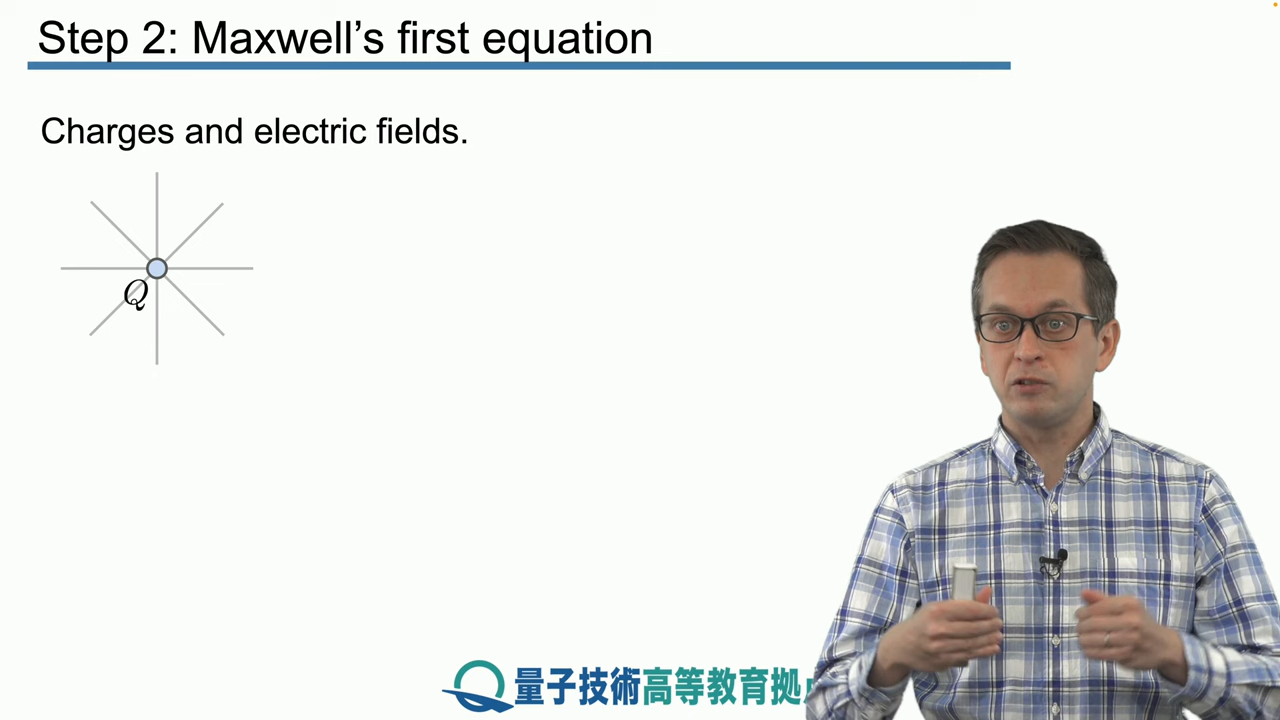 Step 2: Maxwell’s first equation
Charges and electric fields.
Q
量子技術高等教育拠